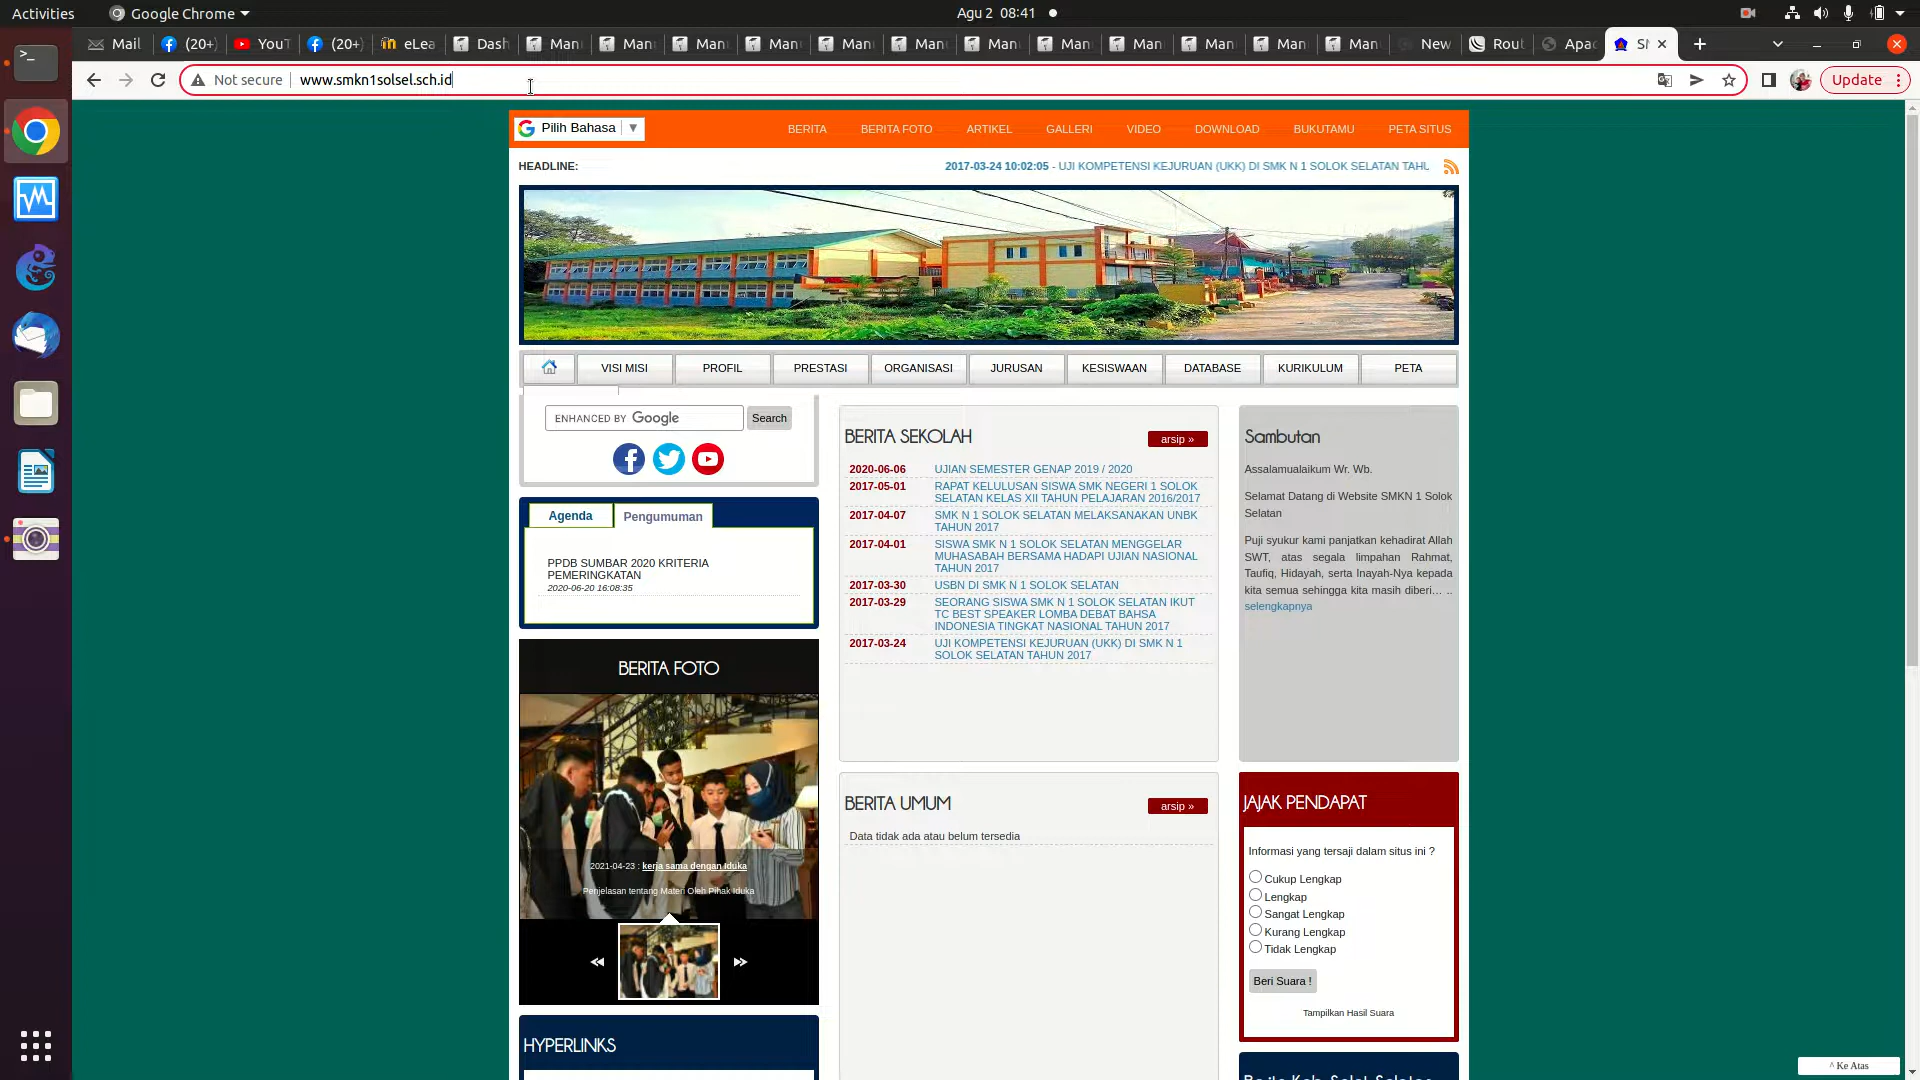 Activities
Google Chrome
Agu 2 08:41
Mail
(20+)
YouT
(20+)
eLea
Dash
Man
Man
Man
Man
Man
Man
Man
Man
Man
Man
Man
Man
New
Rout
Apac
Not secure
www.smkn1solsel.sch.id
Update
Pilih Bahasa ▼
BERITA
BERITA FOTO
ARTIKEL
GALLERI
VIDEO
DOWNLOAD
BUKUTAMU
PETA SITUS
HEADLINE:
2017-03-24 10:02:05 - UJI KOMPETENSI KEJURUAN (UKK) DI SMK N 1 SOLOK SELATAN TAHU
VISI MISI
PROFIL
PRESTASI
ORGANISASI
JURUSAN
KESISWAAN
DATABASE
KURIKULUM
PETA
ENHANCED BY Google
Search
Agenda
Pengumuman
PPDB SUMBAR 2020 KRITERIA
PEMERINGKATAN
2020-06-20 16:08:35
BERITA FOTO
2021-04-23 : kerja sama dengan Iduka
Penjelasan tentang Materi Oleh Pihak Iduka
HYPERLINKS
BERITA SEKOLAH
arsip »
2020-06-06 UJIAN SEMESTER GENAP 2019 / 2020
2017-05-01 RAPAT KELULUSAN SISWA SMK NEGERI 1 SOLOK
SELATAN KELAS XII TAHUN PELAJARAN 2016/2017
2017-04-07 SMK N 1 SOLOK SELATAN MELAKSANAKAN UNBK
TAHUN 2017
2017-04-01 SISWA SMK N 1 SOLOK SELATAN MENGGELAR
MUHASABAH BERSAMA HADAPI UJIAN NASIONAL
TAHUN 2017
2017-03-30 USBN DI SMK N 1 SOLOK SELATAN
2017-03-29 SEORANG SISWA SMK N 1 SOLOK SELATAN IKUT
TC BEST SPEAKER LOMBA DEBAT BAHSA
INDONESIA TINGKAT NASIONAL TAHUN 2017
2017-03-24 UJI KOMPETENSI KEJURUAN (UKK) DI SMK N 1
SOLOK SELATAN TAHUN 2017
BERITA UMUM
arsip »
Data tidak ada atau belum tersedia
Sambutan
Assalamualaikum Wr. Wb.
Selamat Datang di Website SMKN 1 Solok
Selatan
Puji syukur kami panjatkan kehadirat Allah
SWT, atas segala limpahan Rahmat,
Taufiq, Hidayah, serta Inayah-Nya kepada
kita semua sehingga kita masih diberi... ..
selengkapnya
JAJAK PENDAPAT
Informasi yang tersaji dalam situs ini ?
Cukup Lengkap
Lengkap
Sangat Lengkap
Kurang Lengkap
Tidak Lengkap
Beri Suara !
Tampilkan Hasil Suara
^ Ke Atas